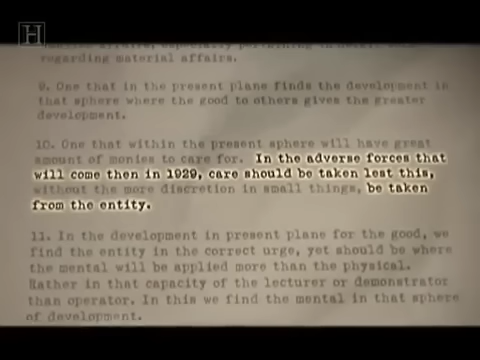 H
regarding material affairs.
9. One that in the present plane finds the development in
that sphere where the good to others gives the greater
development.
10. One that within the present sphere will have great
amount of monies to care for. In the adverse forces that
will come then in 1929, care should be taken lest this,
without the more discretion in small things, be taken
from the entity.
11. In the development in present plane for the good, we
find the entity in the correct urge, yet should be where
the mental will be applied more than the physical.
Rather in that capacity of the lecturer or demonstrator
than operator. In this we find the mental in that sphere
of development.